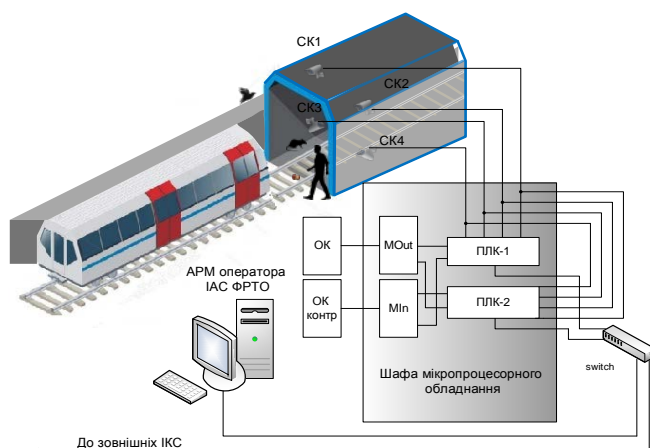 СК1
СК2
СК3
СК4
АРМ оператора
ІАС ФРТО
ОК
MOut
ПЛК-1
ОК
контр
MIn
ПЛК-2
switch
Шафа мікропроцесорного
обладнання
До зовнішніх ІКС